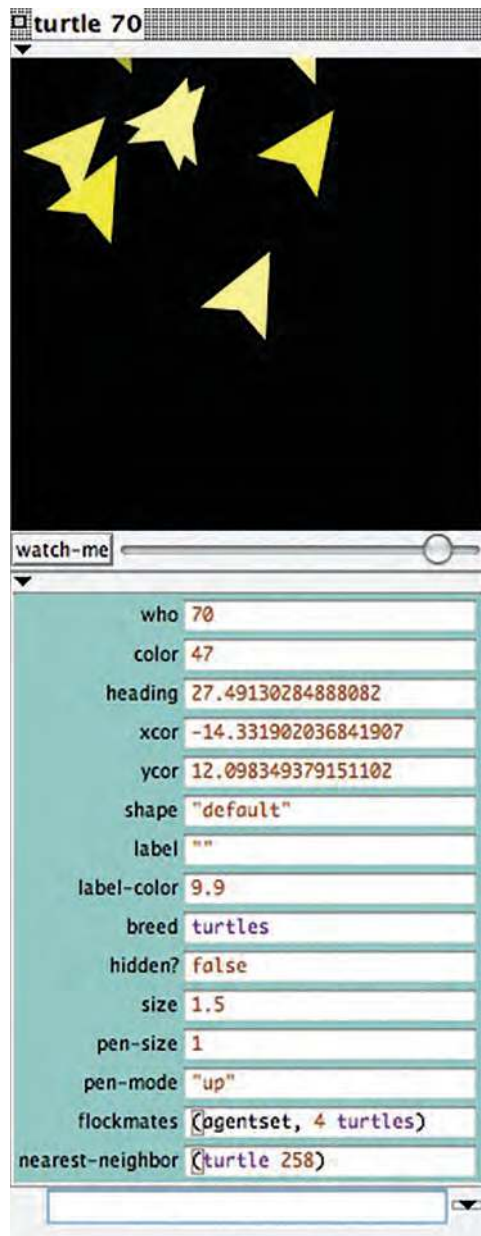 turtle 70
watch-me
who 70
color 47
heading 27.49130284888082
xcor -14.331902036841907
ycor 12.098349379151102
shape "default"
label ""
label-color 9.9
breed turtles
hidden? false
size 1.5
pen-size 1
pen-mode "up"
flockmates (agentset, 4 turtles)
nearest-neighbor (turtle 258)